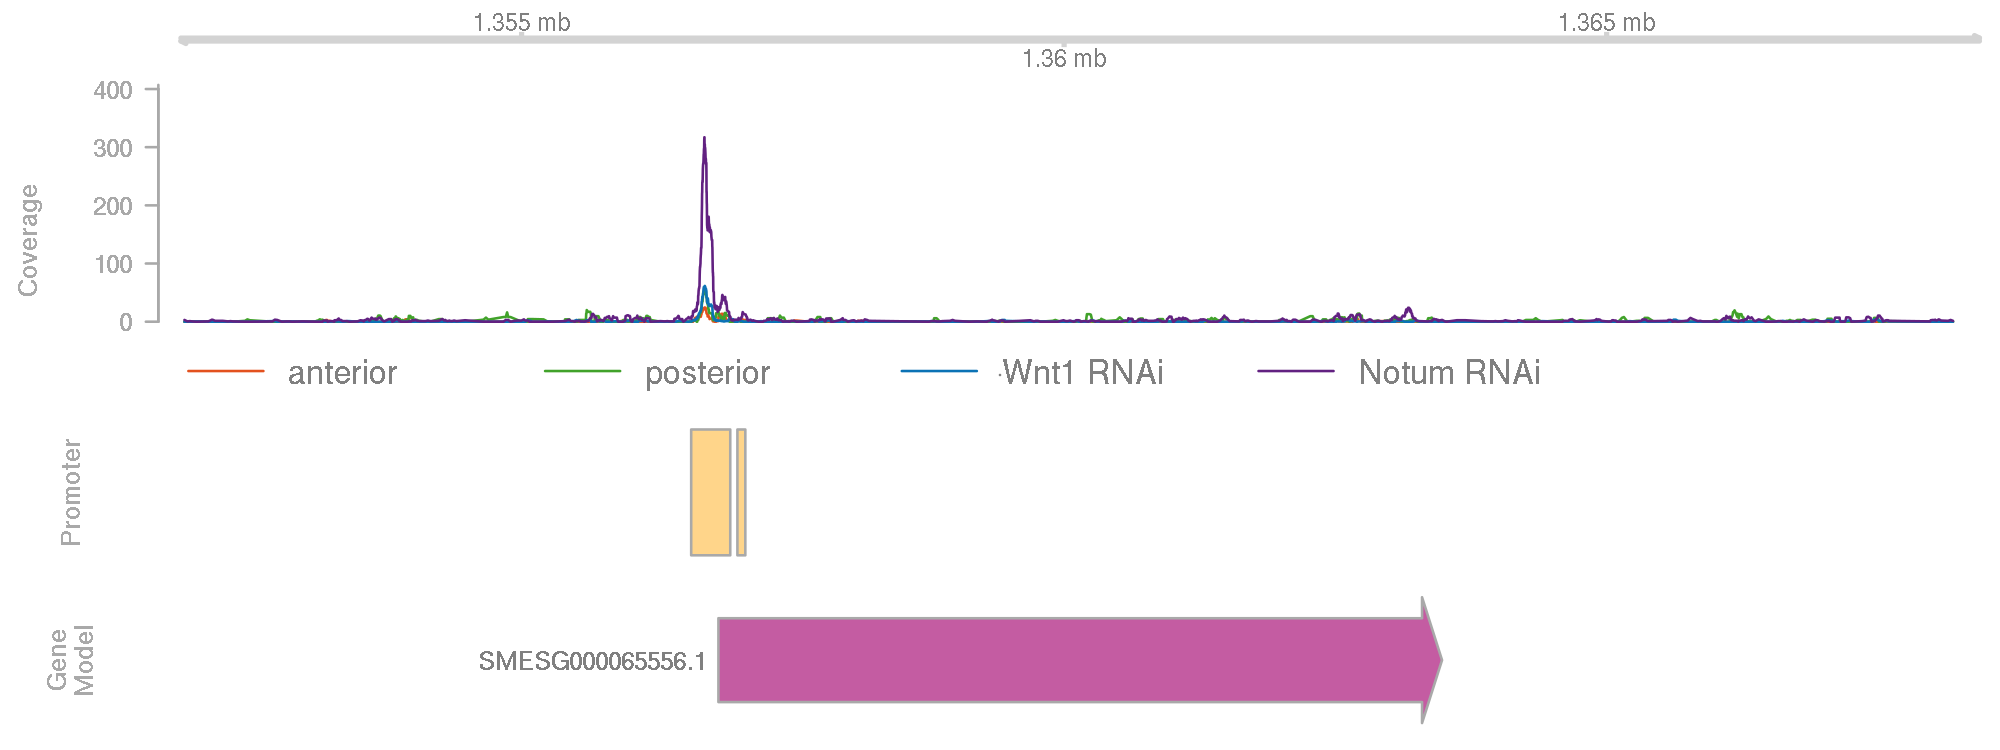 1.355 mb
1.365 mb
1.36 mb
400
300
200
100
0
Coverage
anterior posterior Wnt1 RNAi Notum RNAi
Promoter
Gene
Model
SMESG000065556.1